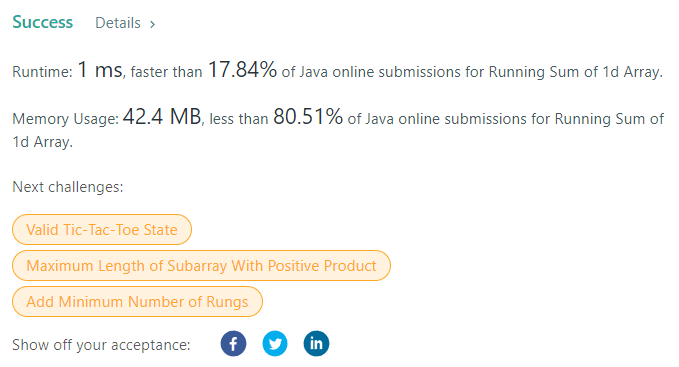 Success Details >
Runtime: 1 ms, faster than 17.84% of Java online submissions for Running Sum of 1d Array.
Memory Usage: 42.4 MB, less than 80.51% of Java online submissions for Running Sum of
1d Array.
Next challenges:
Valid Tic-Tac-Toe State
Maximum Length of Subarray With Positive Product
Add Minimum Number of Rungs
Show off your acceptance: f in